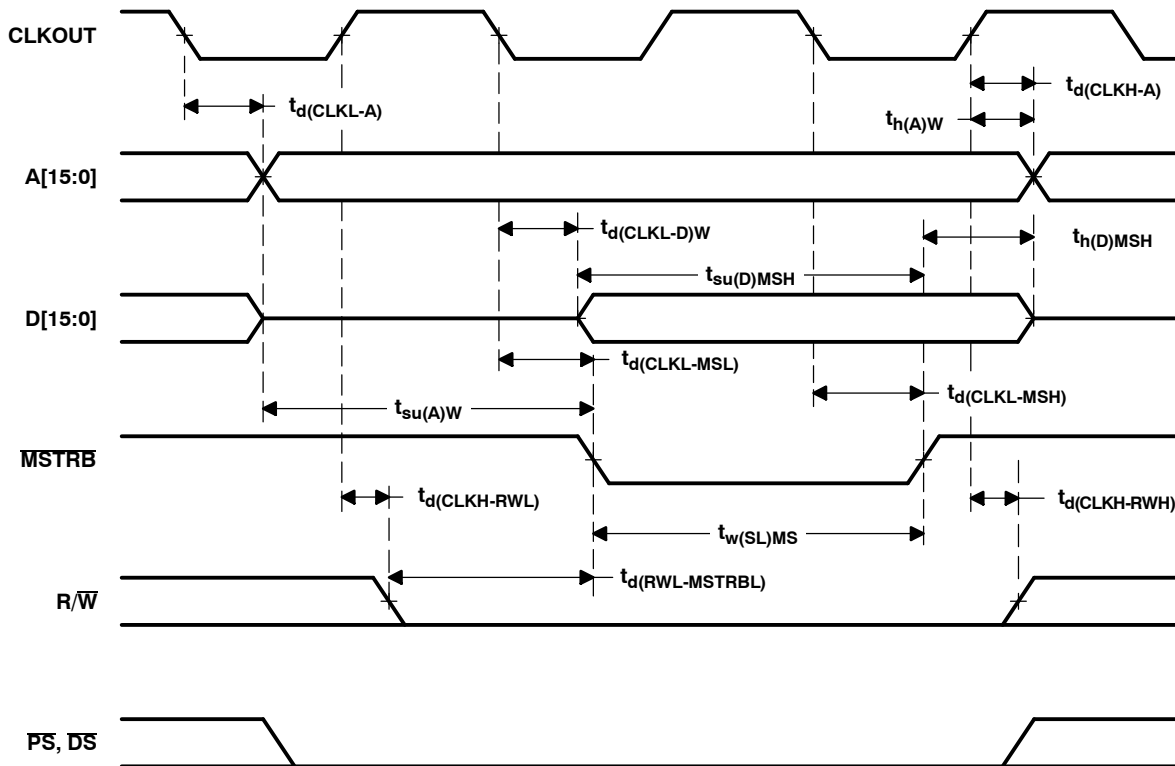 CLKOUT
td(CLKL-A)
td(CLKH-A)
th(A)W
A[15:0]
td(CLKL-D)W
th(D)MSH
tsu(D)MSH
D[15:0]
td(CLKL-MSL)
td(CLKL-MSH)
tsu(A)W
MSTRB
td(CLKH-RWL)
td(CLKH-RWH)
tw(SL)MS
td(RWL-MSTRBL)
R/W
PS, DS